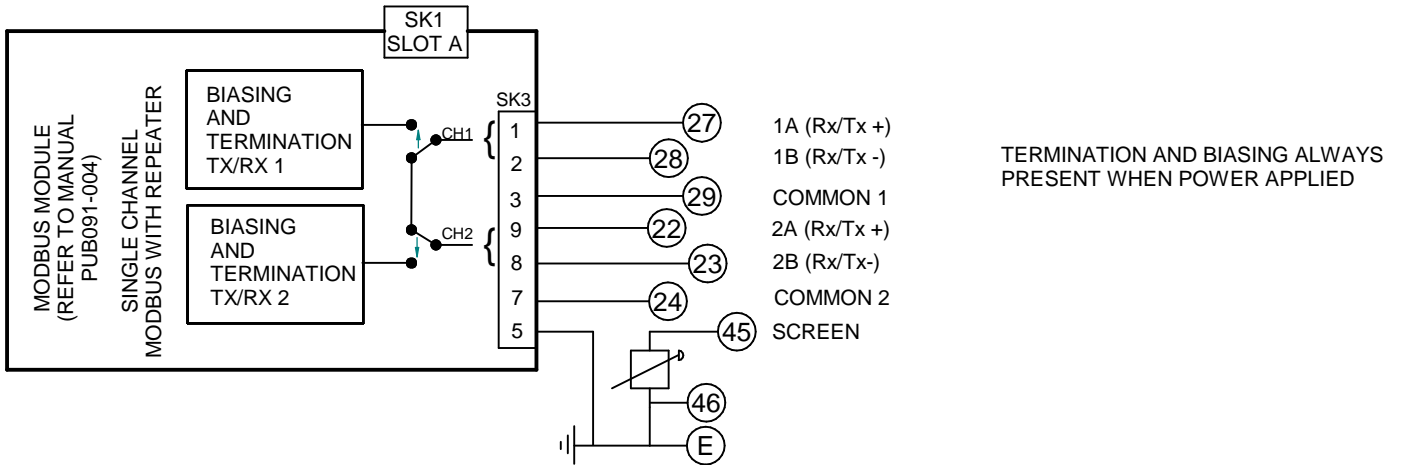 SK1
SLOT A
MODBUS MODULE
(REFER TO MANUAL
PUB091-004)
SINGLE CHANNEL
MODBUS WITH REPEATER
BIASING
AND
TERMINATION
TX/RX 1
BIASING
AND
TERMINATION
TX/RX 2
CH1
CH2
{
{
SK3
1
2
3
9
8
7
5
27
28
29
22
23
24
45
46
E
1A (Rx/Tx +)
1B (Rx/Tx -)
COMMON 1
2A (Rx/Tx +)
2B (Rx/Tx-)
COMMON 2
SCREEN
TERMINATION AND BIASING ALWAYS
PRESENT WHEN POWER APPLIED